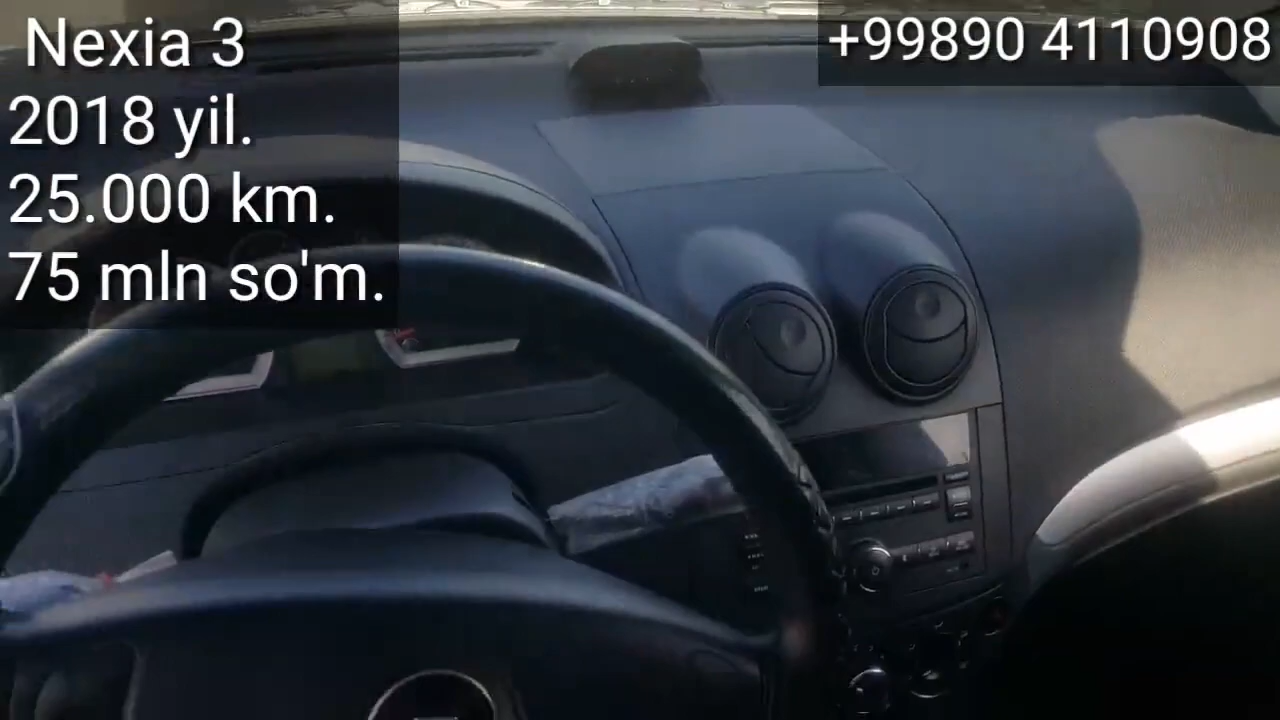 Nexia 3
2018 yil.
25.000 km.
75 mln so'm.
+99890 4110908